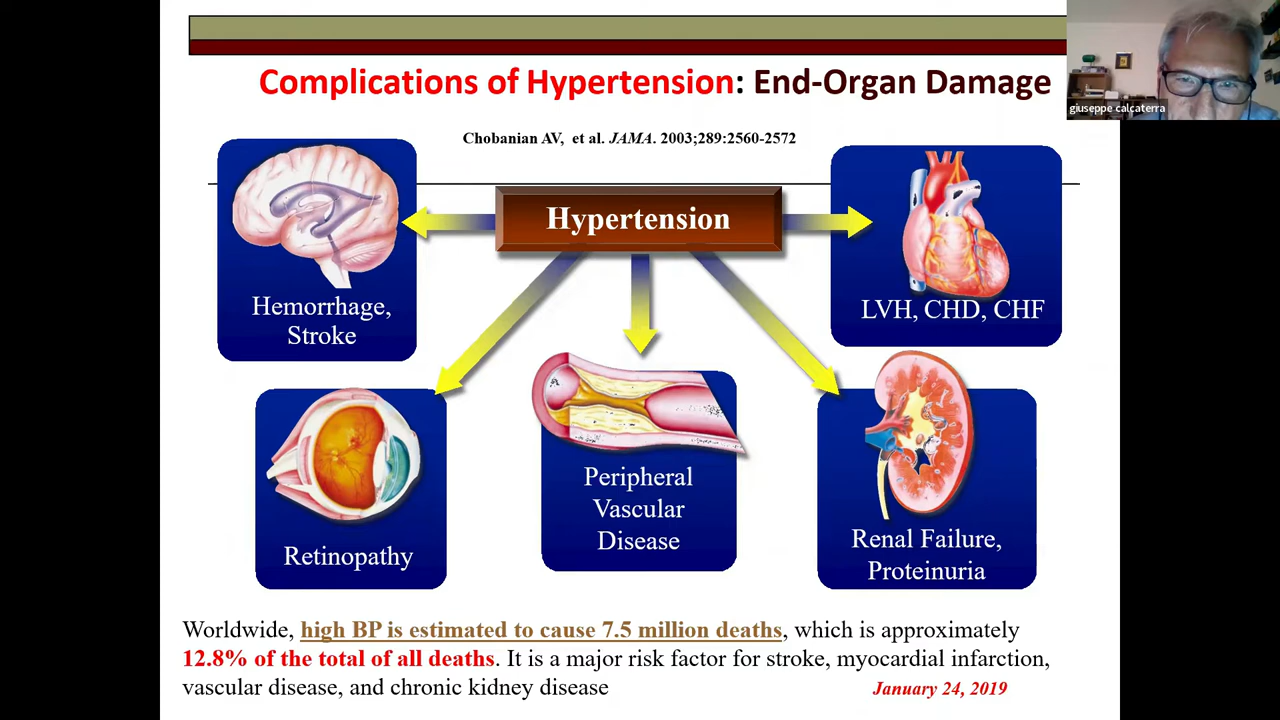 Complications of Hypertension: End-Organ Damage
giuseppe calcaterra
Chobanian AV, et al. JAMA. 2003;289:2560-2572
Hypertension
Hemorrhage,
Stroke
LVH, CHD, CHF
Retinopathy
Peripheral
Vascular
Disease
Renal Failure,
Proteinuria
Worldwide, high BP is estimated to cause 7.5 million deaths, which is approximately
12.8% of the total of all deaths. It is a major risk factor for stroke, myocardial infarction,
vascular disease, and chronic kidney disease
January 24, 2019